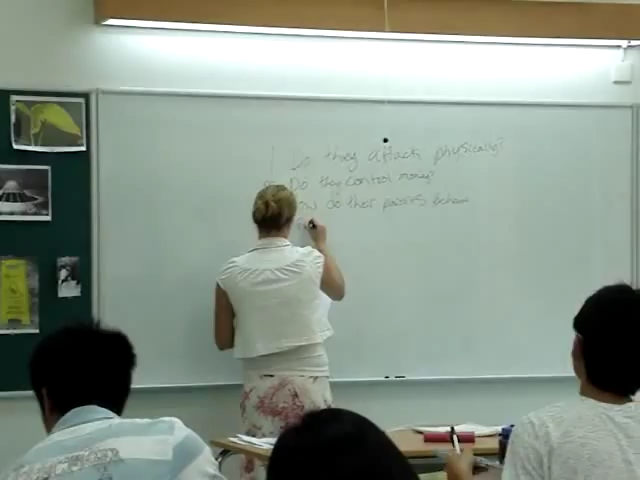 Do they attack physically?
Do they control money?
How do their parents behave